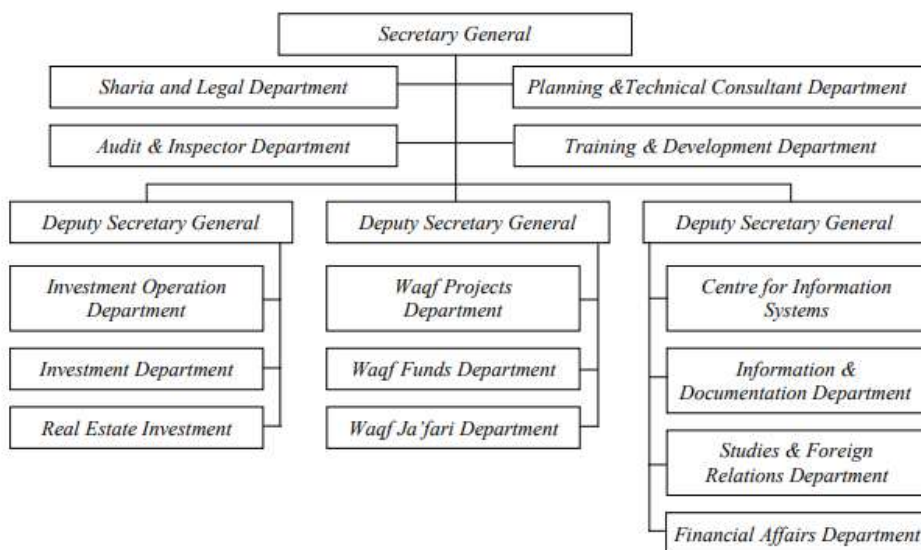 Secretary General
Sharia and Legal Department
Planning &Technical Consultant Department
Audit & Inspector Department
Training & Development Department
Deputy Secretary General
Deputy Secretary General
Deputy Secretary General
Investment Operation
Department
Investment Department
Real Estate Investment
Waqf Projects
Department
Waqf Funds Department
Waqf Ja'fari Department
Centre for Information
Systems
Information &
Documentation Department
Studies & Foreign
Relations Department
Financial Affairs Department